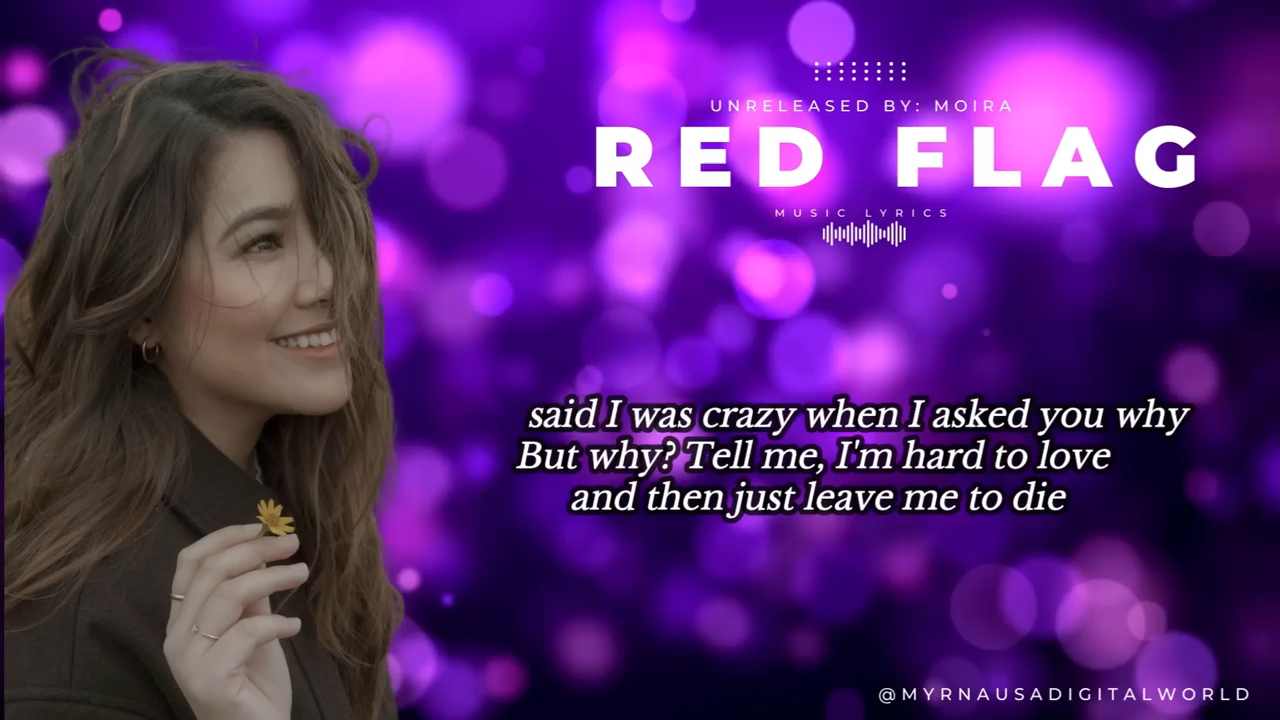 UNRELEASED BY: MOIRA
RED FLAG
MUSIC LYRICS
said I was crazy when I asked you why
But why? Tell me, I'm hard to love
and then just leave me to die
@MYRNAUSADIGITALWORLD